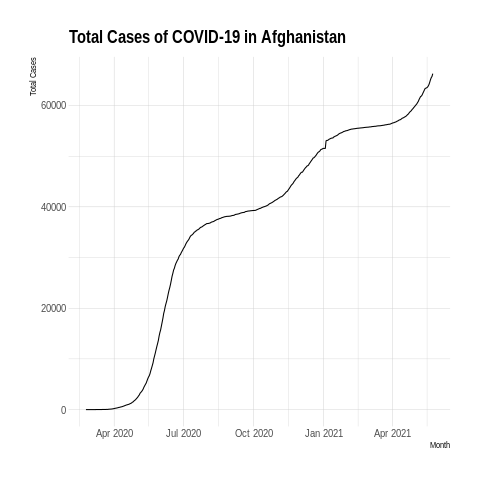 Total Cases of COVID-19 in Afghanistan
Total Cases
60000
40000
20000
0
Apr 2020 Jul 2020 Oct 2020 Jan 2021 Apr 2021
Month